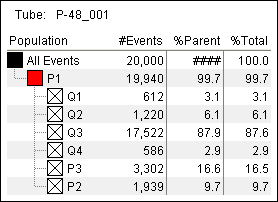 Tube: P-48_001
Population #Events %Parent %Total
All Events 20,000 #### 100.0
P1 19,940 99.7 99.7
Q1 612 3.1 3.1
Q2 1,220 6.1 6.1
Q3 17,522 87.9 87.6
Q4 586 2.9 2.9
P3 3,302 16.6 16.5
P2 1,939 9.7 9.7